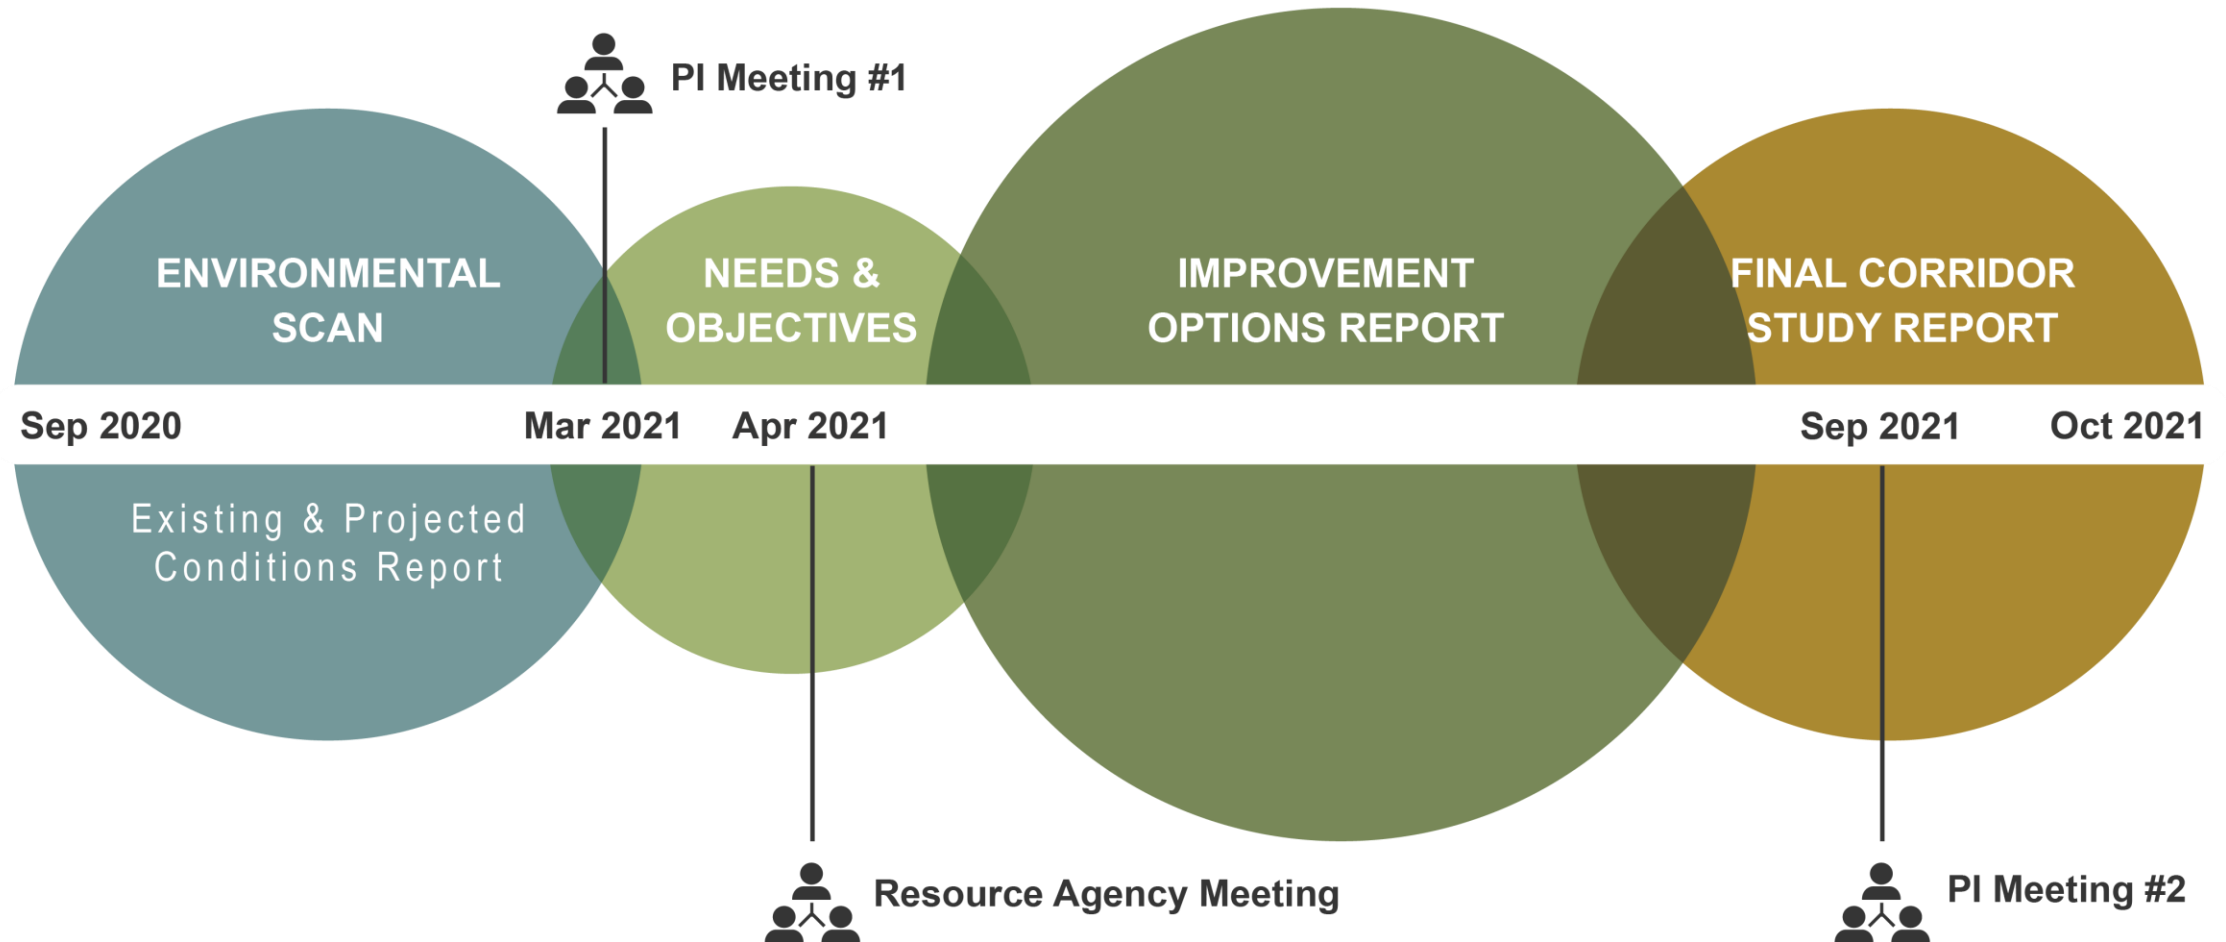 PI Meeting #1
ENVIRONMENTAL
SCAN
NEEDS &
OBJECTIVES
IMPROVEMENT
OPTIONS REPORT
FINAL CORRIDOR
STUDY REPORT
Sep 2020
Mar 2021
Apr 2021
Sep 2021
Oct 2021
Existing & Projected
Conditions Report
Resource Agency Meeting
PI Meeting #2